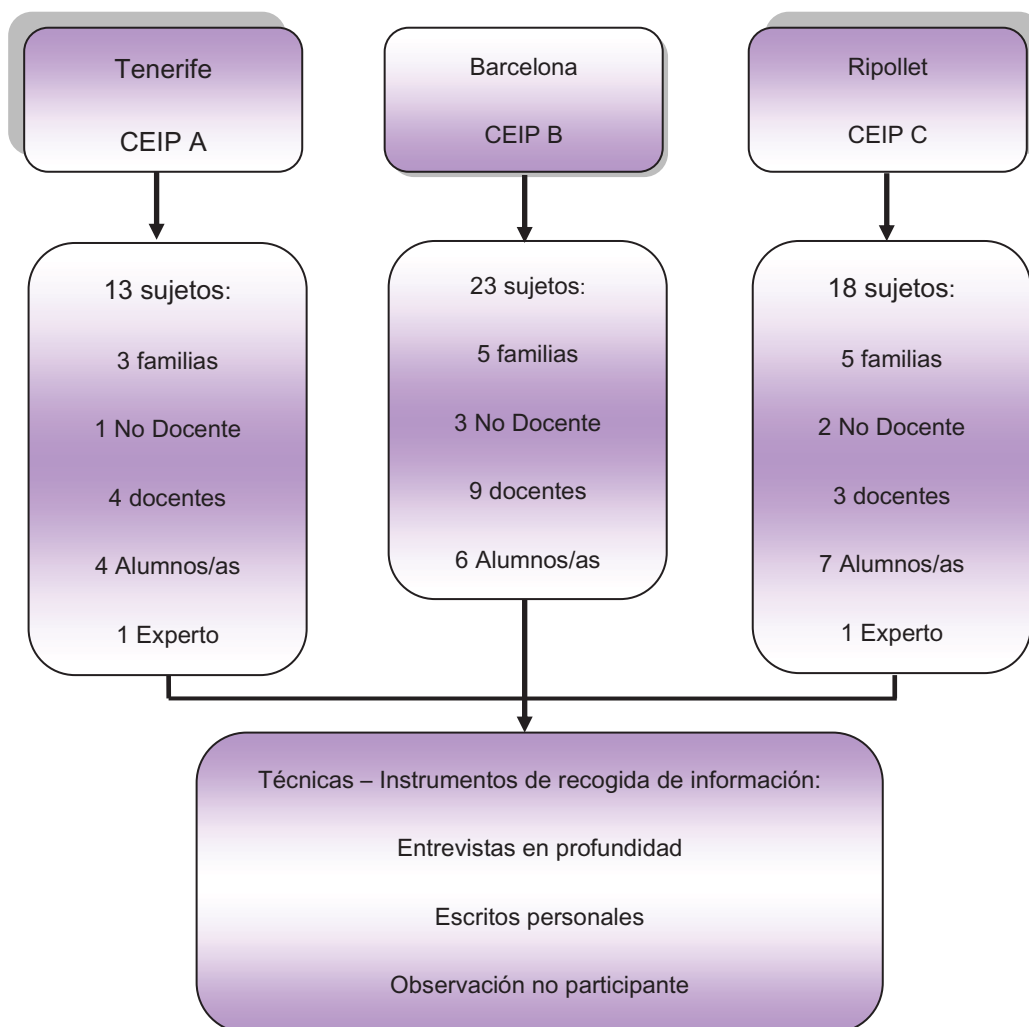 Tenerife
CEIP A
Barcelona
CEIP B
Ripollet
CEIP C
13 sujetos:
3 familias
1 No Docente
4 docentes
4 Alumnos/as
1 Experto
23 sujetos:
5 familias
3 No Docente
9 docentes
6 Alumnos/as
18 sujetos:
5 familias
2 No Docente
3 docentes
7 Alumnos/as
1 Experto
Técnicas – Instrumentos de recogida de información:
Entrevistas en profundidad
Escritos personales
Observación no participante